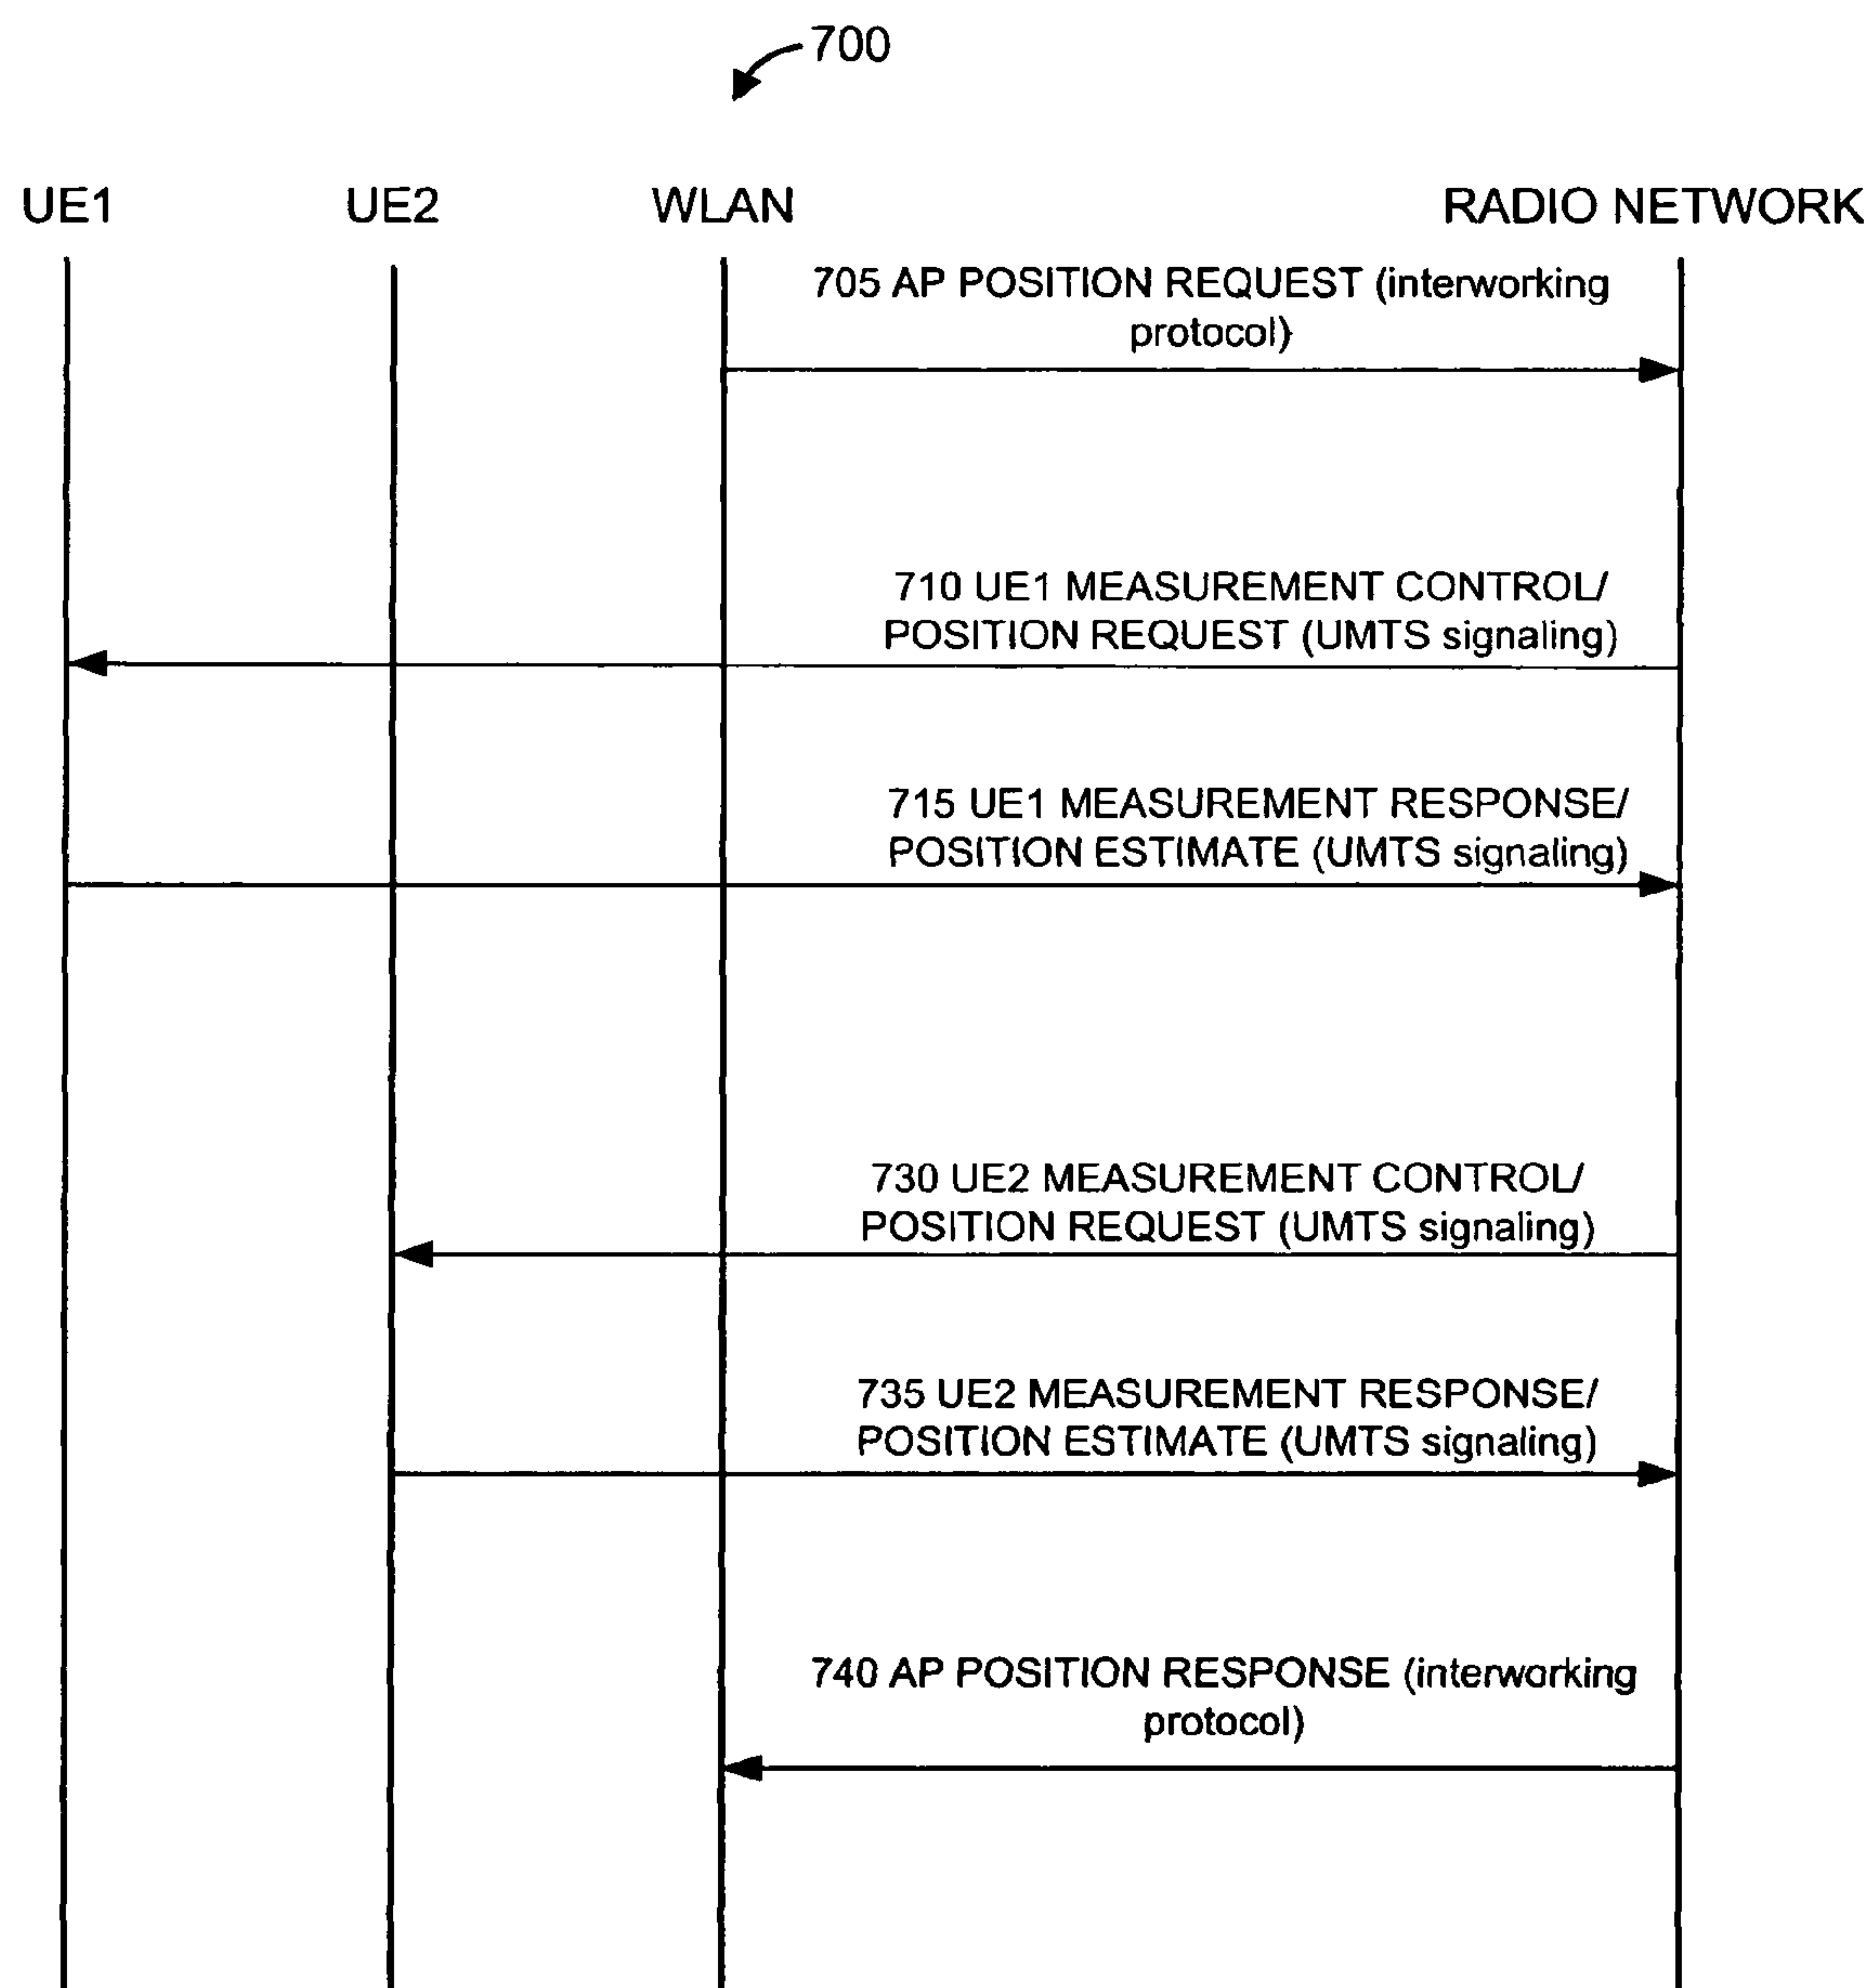 700
UE1 UE2 WLAN RADIO NETWORK
705 AP POSITION REQUEST (interworking
protocol)
710 UE1 MEASUREMENT CONTROL/
POSITION REQUEST (UMTS signaling)
715 UE1 MEASUREMENT RESPONSE/
POSITION ESTIMATE (UMTS signaling)
730 UE2 MEASUREMENT CONTROL/
POSITION REQUEST (UMTS signaling)
735 UE2 MEASUREMENT RESPONSE/
POSITION ESTIMATE (UMTS signaling)
740 AP POSITION RESPONSE (interworking
protocol)